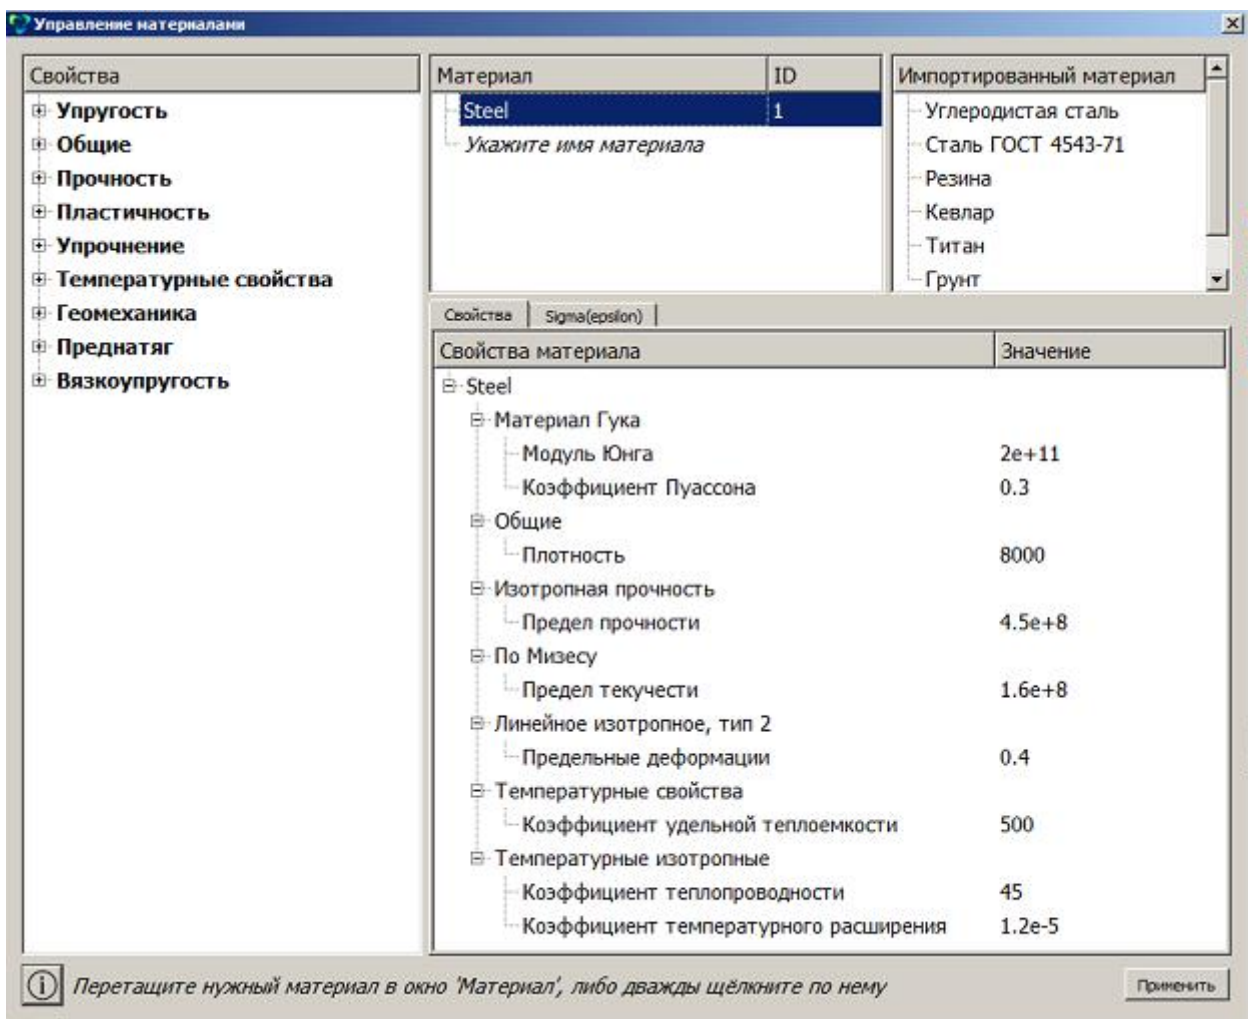 Управление материалами
Свойства
Упругость
Общие
Прочность
Пластичность
Упрочнение
Температурные свойства
Геомеханика
Преднатяг
Вязкоупругость
Материал ID
Steel 1
Укажите имя материала
Импортированный материал
Углеродистая сталь
Сталь ГОСТ 4543-71
Резина
Кевлар
Титан
Грунт
Свойства Sigma(epsilon)
Свойства материала Значение
Steel
Материал Гука
Модуль Юнга 2e+11
Коэффициент Пуассона 0.3
Общие
Плотность 8000
Изотропная прочность
Предел прочности 4.5e+8
По Мизесу
Предел текучести 1.6e+8
Линейное изотропное, тип 2
Предельные деформации 0.4
Температурные свойства
Коэффициент удельной теплоемкости 500
Температурные изотропные
Коэффициент теплопроводности 45
Коэффициент температурного расширения 1.2e-5
Перетащите нужный материал в окно 'Материал', либо дважды щёлкните по нему
Применить